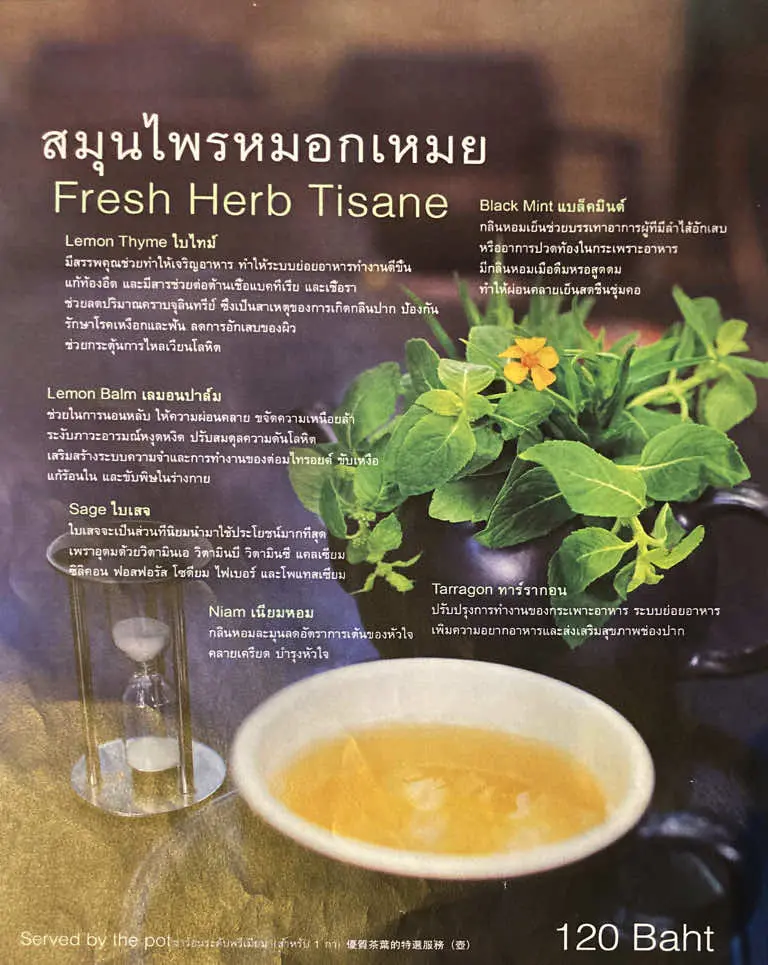 สมุนไพรหมอกเหมย
Fresh Herb Tisane
Lemon Thyme ใบไทม์
มีสรรพคุณช่วยทำให้เจริญอาหาร ทำให้ระบบย่อยอาหารทำงานดีขึ้น
แก้ท้องอืด และมีสารช่วยต่อต้านเชื้อแบคทีเรีย และเชื้อรา
ช่วยลดปริมาณคราบจุลินทรีย์ ซึ่งเป็นสาเหตุของการเกิดกลิ่นปาก ป้องกัน
รักษาโรคเหงือกและฟัน ลดการอักเสบของผิว
ช่วยกระตุ้นการไหลเวียนโลหิต
Black Mint แบล็คมินต์
กลิ่นหอมเย็นช่วยบรรเทาอาการผู้ที่มีลำไส้อักเสบ
หรืออาการปวดท้องในกระเพาะอาหาร
มีกลิ่นหอมเมื่อดื่มหรือสูดดม
ทำให้ผ่อนคลายเย็นสดชื่นชุ่มคอ
Lemon Balm เลมอนปาล์ม
ช่วยในการนอนหลับ ให้ความผ่อนคลาย ขจัดความเหนื่อยล้า
ระงับภาวะอารมณ์หงุดหงิด ปรับสมดุลความดันโลหิต
เสริมสร้างระบบความจำและการทำงานของต่อมไทรอยด์ ขับเหงื่อ
แก้ร้อนใน และขับพิษในร่างกาย
Sage ใบเสจ
ใบเสจจะเป็นส่วนที่นิยมนำมาใช้ประโยชน์มากที่สุด
เพราะอุดมด้วยวิตามินเอ วิตามินบี วิตามินซี แคลเซียม
ซิลิคอน ฟอสฟอรัส โซเดียม ไฟเบอร์ และโพแทสเซียม
Tarragon ทาร์รากอน
ปรับปรุงการทำงานของกระเพาะอาหาร ระบบย่อยอาหาร
เพิ่มความอยากอาหารและส่งเสริมสุขภาพช่องปาก
Niam เนียมหอม
กลิ่นหอมละมุนลดอัตราการเต้นของหัวใจ
คลายเครียด บำรุงหัวใจ
Served by the pot ชาร้อนระดับพรีเมียม (สำหรับ 1 กา) 優質茶葉的特選服務 (壺)
120 Baht